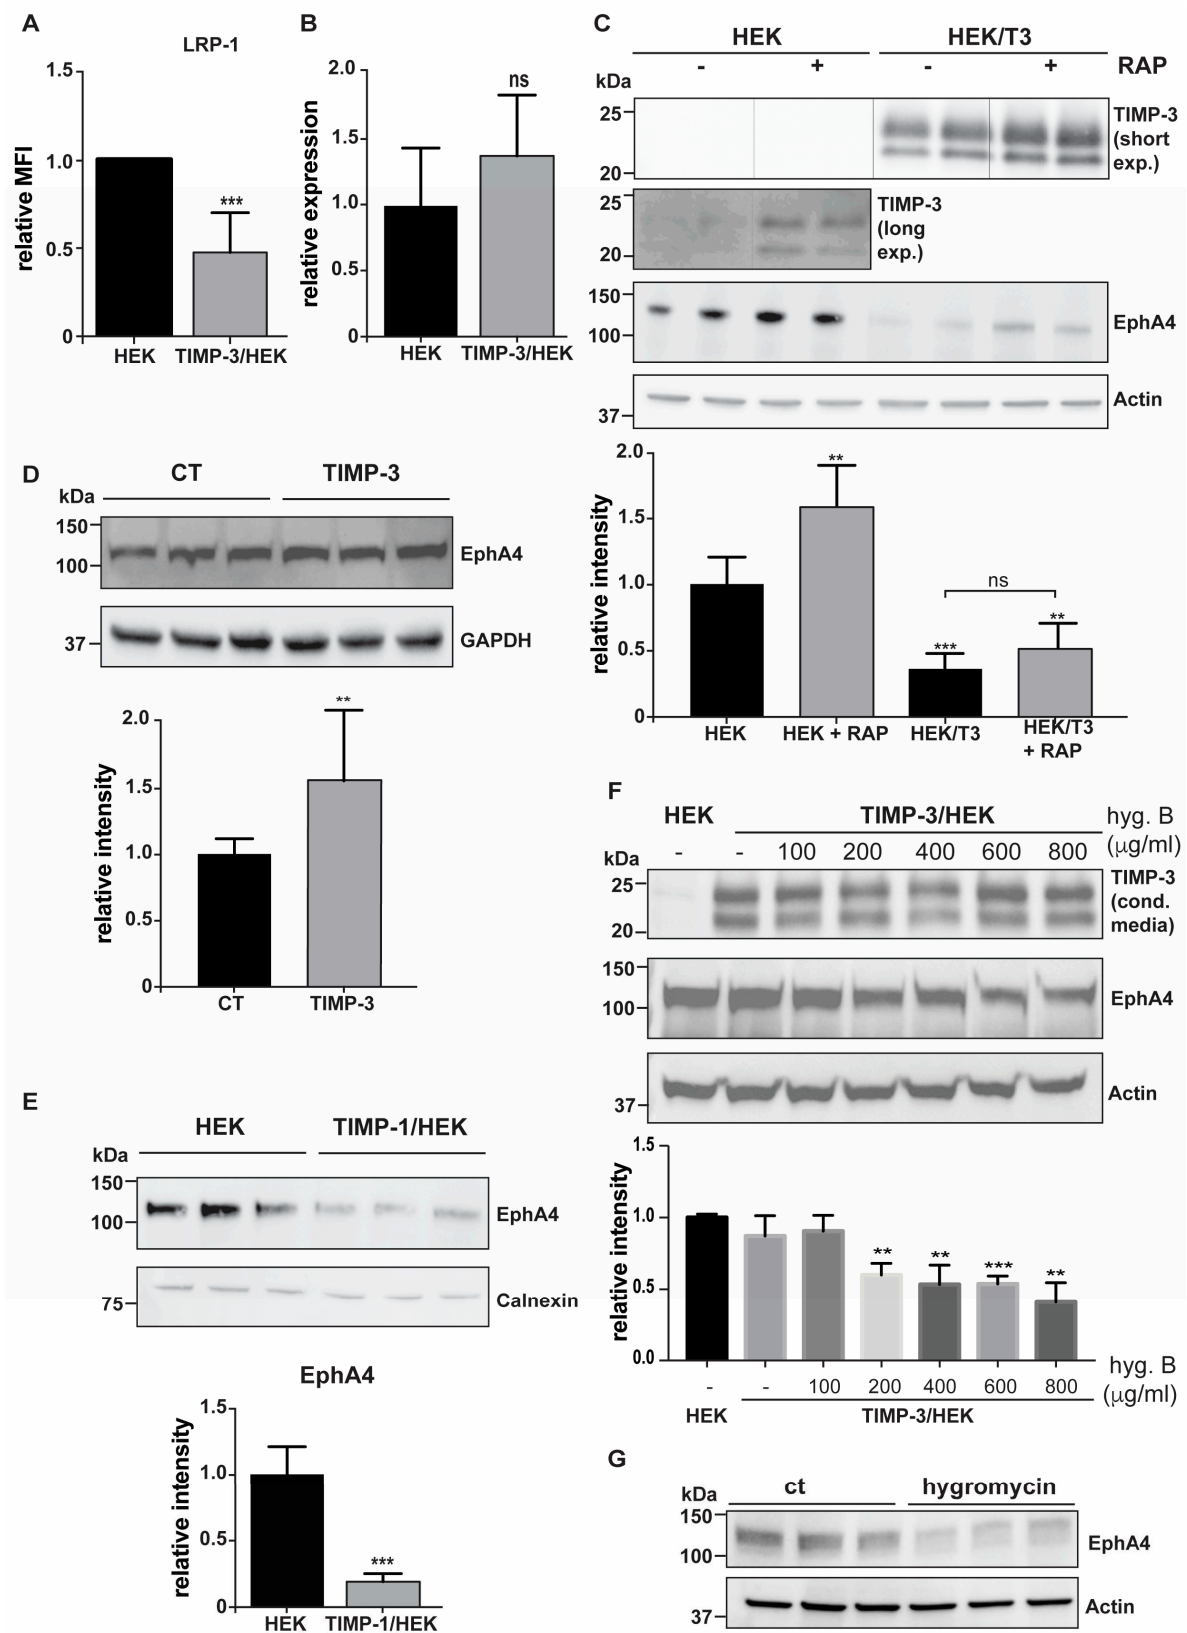 A
LRP-1
relative MFI
1.5
1.0
0.5
0
***
HEK
TIMP-3/HEK
B
relative expression
2.0
1.5
1.0
0.5
0
ns
HEK
TIMP-3/HEK
C
HEK
HEK/T3
-
+
-
+
RAP
kDa
25
20
TIMP-3
(short
exp.)
25
20
TIMP-3
(long
exp.)
150
100
EphA4
37
Actin
relative intensity
2.0
1.5
1.0
0.5
0
**
***
ns
**
HEK
HEK + RAP
HEK/T3
HEK/T3
+ RAP
D
CT
TIMP-3
kDa
150
100
EphA4
37
GAPDH
relative intensity
2.0
1.5
1.0
0.5
0
**
CT
TIMP-3
E
HEK
TIMP-1/HEK
kDa
150
100
EphA4
75
Calnexin
EphA4
relative intensity
1.5
1.0
0.5
0
***
HEK
TIMP-1/HEK
F
HEK
TIMP-3/HEK
hyg. B
(μg/ml)
kDa
-
-
100
200
400
600
800
25
20
TIMP-3
(cond.
media)
150
100
EphA4
37
Actin
relative intensity
1.5
1.0
0.5
0.0
**
**
***
**
-
-
100
200
400
600
800
hyg. B
(μg/ml)
HEK
TIMP-3/HEK
G
ct
hygromycin
kDa
150
100
EphA4
37
Actin